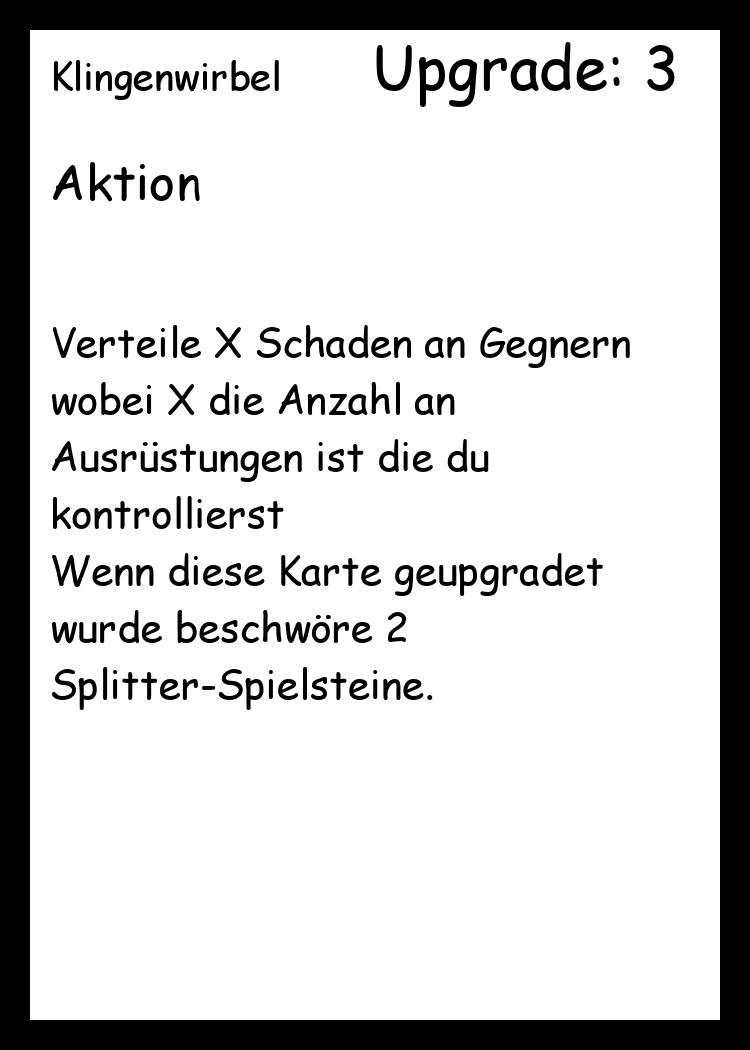 Klingenwirbel Upgrade: 3
Aktion
Verteile X Schaden an Gegnern
wobei X die Anzahl an
Ausrüstungen ist die du
kontrollierst
Wenn diese Karte geupgradet
wurde beschwöre 2
Splitter-Spielsteine.